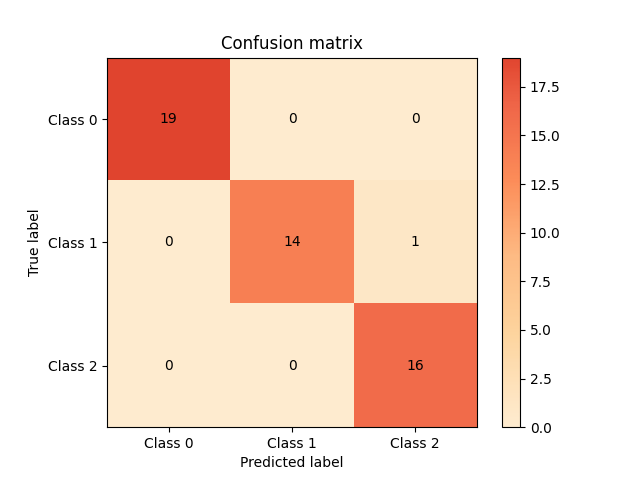 Confusion matrix
Class 0 19 0 0
Class 1 0 14 1
Class 2 0 0 16
Class 0 Class 1 Class 2
Predicted label
True label
17.5
15.0
12.5
10.0
7.5
5.0
2.5
0.0